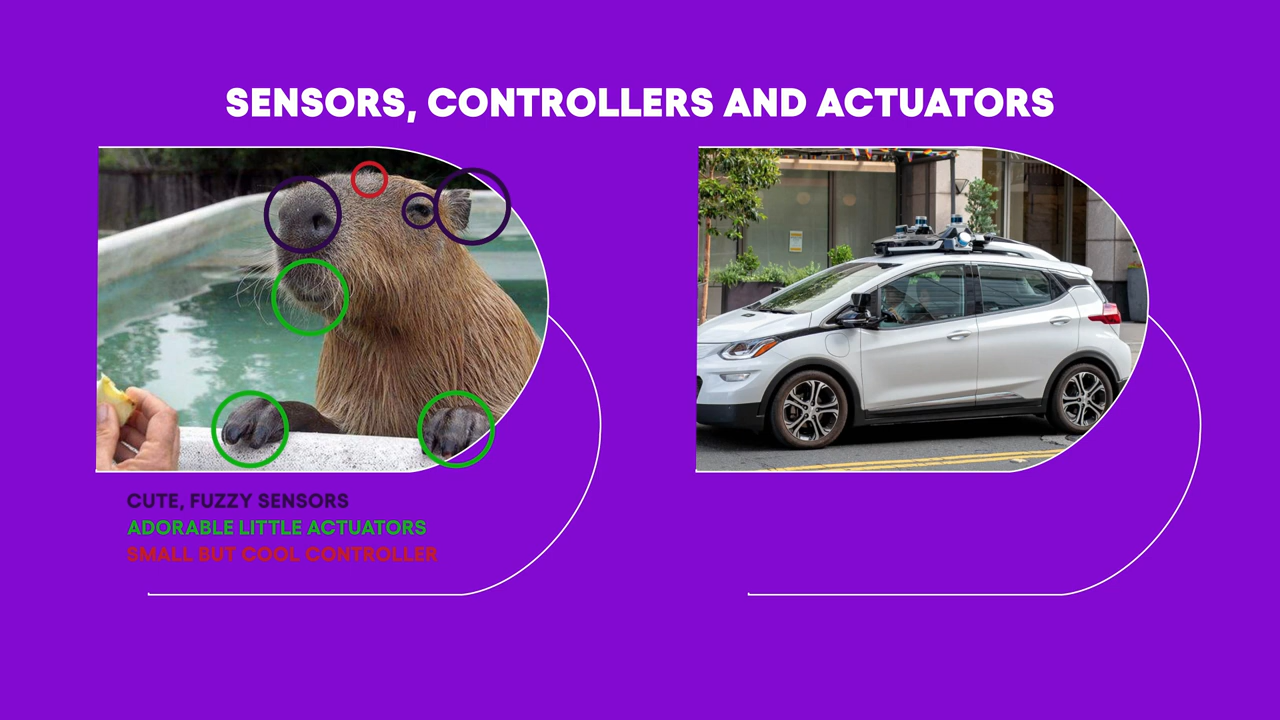 SENSORS, CONTROLLERS AND ACTUATORS
CUTE, FUZZY SENSORS
ADORABLE LITTLE ACTUATORS
SMALL BUT COOL CONTROLLER